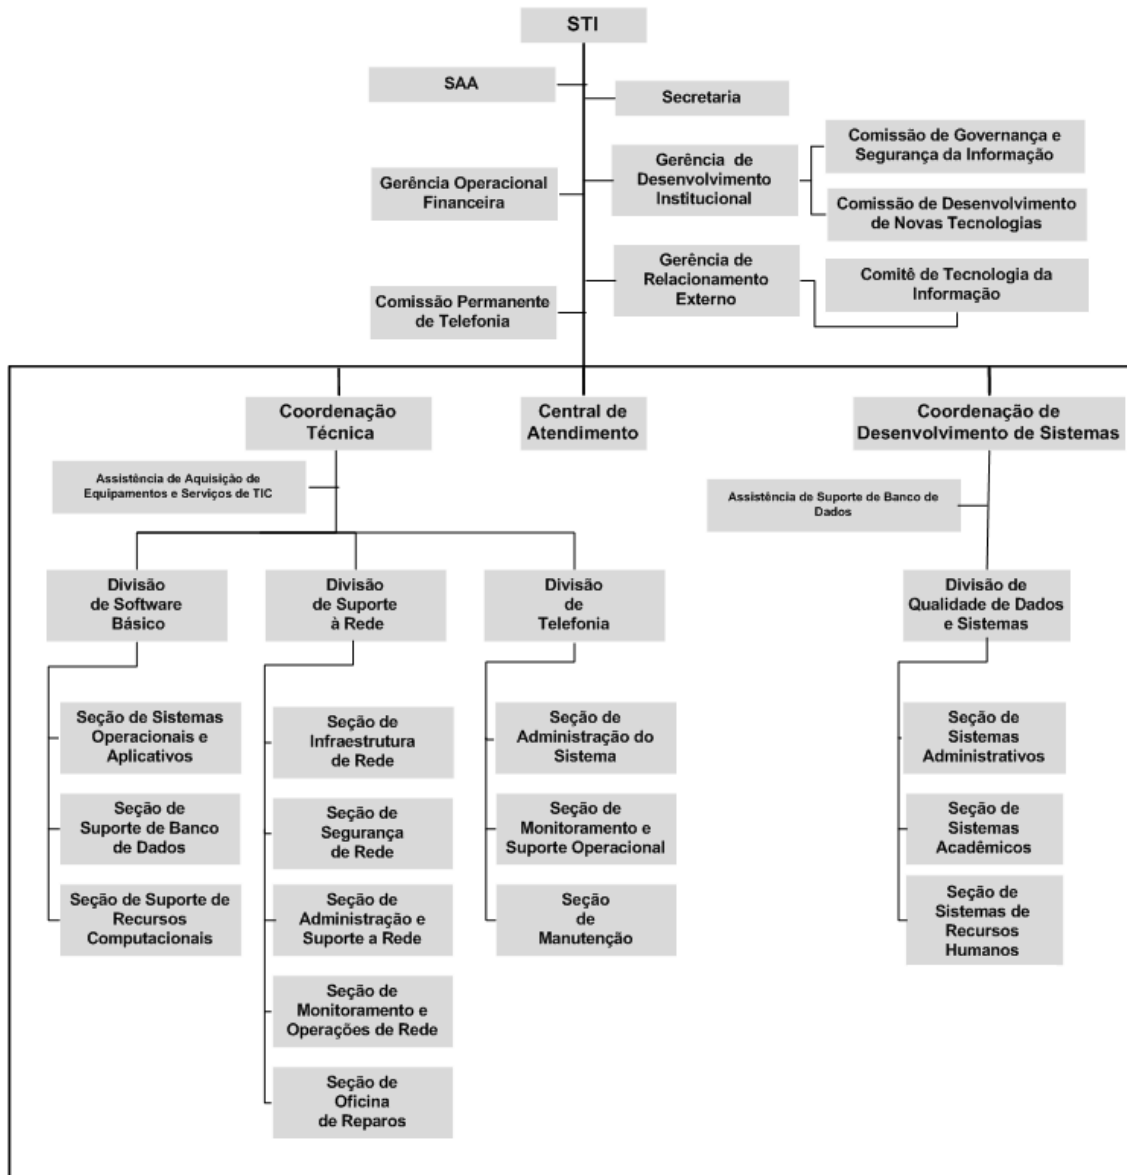 STI
SAA
Secretaria
Comissão de Governança e
Segurança da Informação
Gerência de
Desenvolvimento
Institucional
Gerência Operacional
Financeira
Comissão de Desenvolvimento
de Novas Tecnologias
Gerência de
Relacionamento
Externo
Comitê de Tecnologia da
Informação
Comissão Permanente
de Telefonia
Coordenação
Técnica
Central de
Atendimento
Coordenação de
Desenvolvimento de Sistemas
Assistência de Aquisição de
Equipamentos e Serviços de TIC
Assistência de Suporte de Banco de
Dados
Divisão
de Software
Básico
Divisão
de Suporte
à Rede
Divisão
de
Telefonia
Divisão de
Qualidade de Dados
e Sistemas
Seção de Sistemas
Operacionais e
Aplicativos
Seção de
Suporte de Banco
de Dados
Seção de Suporte de
Recursos
Computacionais
Seção de
Infraestrutura
de Rede
Seção de
Segurança
de Rede
Seção de
Administração e
Suporte a Rede
Seção de
Monitoramento e
Operações de Rede
Seção de
Oficina
de Reparos
Seção de
Administração do
Sistema
Seção de
Monitoramento e
Suporte Operacional
Seção
de
Manutenção
Seção de
Sistemas
Administrativos
Seção de
Sistemas
Acadêmicos
Seção de
Sistemas de
Recursos
Humanos